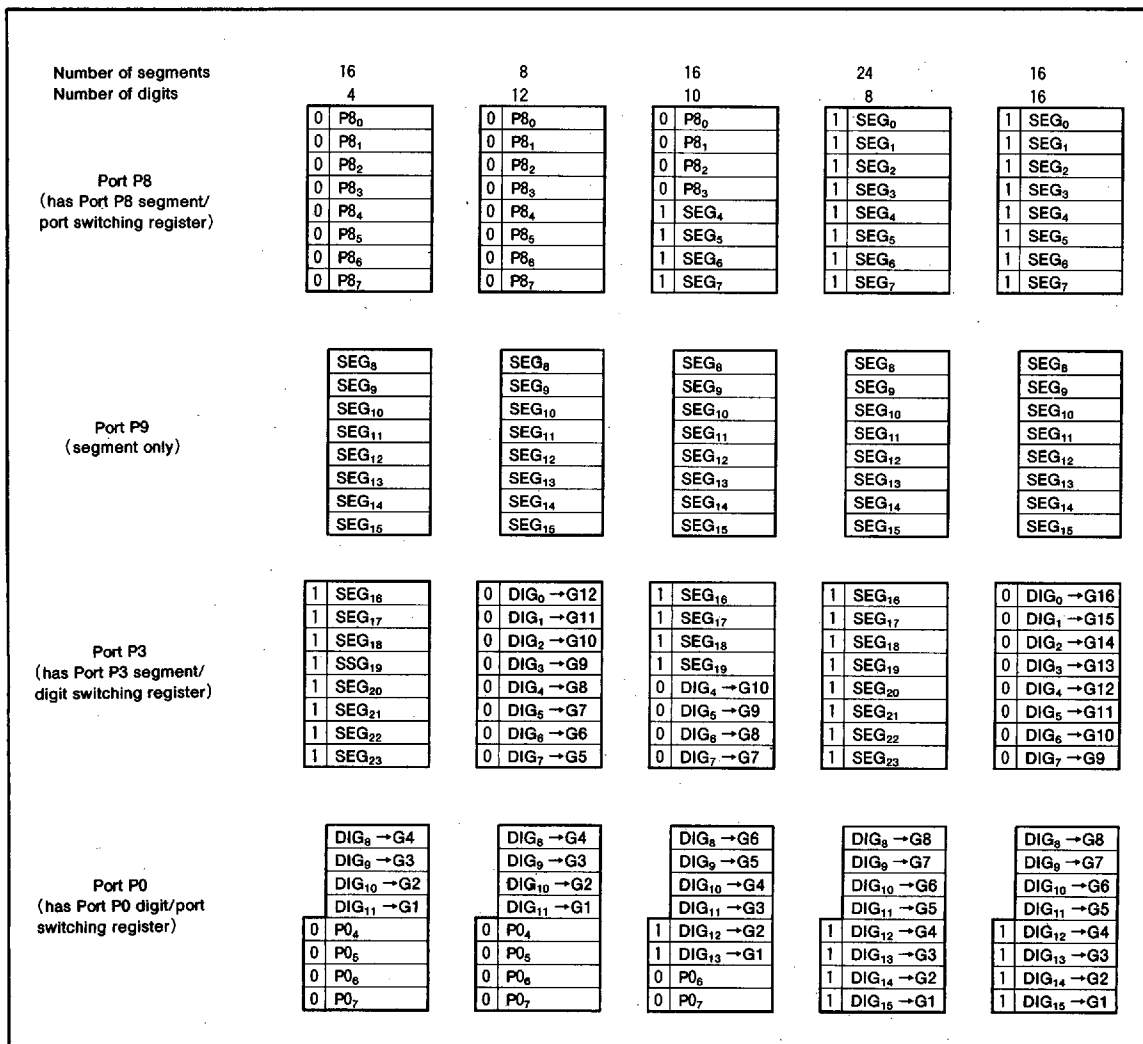 Number of segments 16 8 16 24 16
Number of digits 4 12 10 8 16
Port P8
(has Port P8 segment/
port switching register)
0 P8₀ 0 P8₀ 0 P8₀ 1 SEG₀ 1 SEG₀
0 P8₁ 0 P8₁ 0 P8₁ 1 SEG₁ 1 SEG₁
0 P8₂ 0 P8₂ 0 P8₂ 1 SEG₂ 1 SEG₂
0 P8₃ 0 P8₃ 0 P8₃ 1 SEG₃ 1 SEG₃
0 P8₄ 0 P8₄ 1 SEG₄ 1 SEG₄ 1 SEG₄
0 P8₅ 0 P8₅ 1 SEG₅ 1 SEG₅ 1 SEG₅
0 P8₆ 0 P8₆ 1 SEG₆ 1 SEG₆ 1 SEG₆
0 P8₇ 0 P8₇ 1 SEG₇ 1 SEG₇ 1 SEG₇
Port P9
(segment only)
SEG₈ SEG₈ SEG₈ SEG₈ SEG₈
SEG₉ SEG₉ SEG₉ SEG₉ SEG₉
SEG₁₀ SEG₁₀ SEG₁₀ SEG₁₀ SEG₁₀
SEG₁₁ SEG₁₁ SEG₁₁ SEG₁₁ SEG₁₁
SEG₁₂ SEG₁₂ SEG₁₂ SEG₁₂ SEG₁₂
SEG₁₃ SEG₁₃ SEG₁₃ SEG₁₃ SEG₁₃
SEG₁₄ SEG₁₄ SEG₁₄ SEG₁₄ SEG₁₄
SEG₁₅ SEG₁₅ SEG₁₅ SEG₁₅ SEG₁₅
Port P3
(has Port P3 segment/
digit switching register)
1 SEG₁₆ 0 DIG₀→G12 1 SEG₁₆ 1 SEG₁₆ 0 DIG₀→G16
1 SEG₁₇ 0 DIG₁→G11 1 SEG₁₇ 1 SEG₁₇ 0 DIG₁→G15
1 SEG₁₈ 0 DIG₂→G10 1 SEG₁₈ 1 SEG₁₈ 0 DIG₂→G14
1 SSG₁₉ 0 DIG₃→G9 1 SEG₁₉ 1 SEG₁₉ 0 DIG₃→G13
1 SEG₂₀ 0 DIG₄→G8 0 DIG₄→G10 1 SEG₂₀ 0 DIG₄→G12
1 SEG₂₁ 0 DIG₅→G7 0 DIG₅→G9 1 SEG₂₁ 0 DIG₅→G11
1 SEG₂₂ 0 DIG₆→G6 0 DIG₆→G8 1 SEG₂₂ 0 DIG₆→G10
1 SEG₂₃ 0 DIG₇→G5 0 DIG₇→G7 1 SEG₂₃ 0 DIG₇→G9
Port P0
(has Port P0 digit/port
switching register)
DIG₈→G4 DIG₈→G4 DIG₈→G6 DIG₈→G8 DIG₈→G8
DIG₉→G3 DIG₉→G3 DIG₉→G5 DIG₉→G7 DIG₉→G7
DIG₁₀→G2 DIG₁₀→G2 DIG₁₀→G4 DIG₁₀→G6 DIG₁₀→G6
DIG₁₁→G1 DIG₁₁→G1 DIG₁₁→G3 DIG₁₁→G5 DIG₁₁→G5
0 P0₄ 0 P0₄ 1 DIG₁₂→G2 1 DIG₁₂→G4 1 DIG₁₂→G4
0 P0₅ 0 P0₅ 1 DIG₁₃→G1 1 DIG₁₃→G3 1 DIG₁₃→G3
0 P0₆ 0 P0₆ 0 P0₆ 1 DIG₁₄→G2 1 DIG₁₄→G2
0 P0₇ 0 P0₇ 0 P0₇ 1 DIG₁₅→G1 1 DIG₁₅→G1